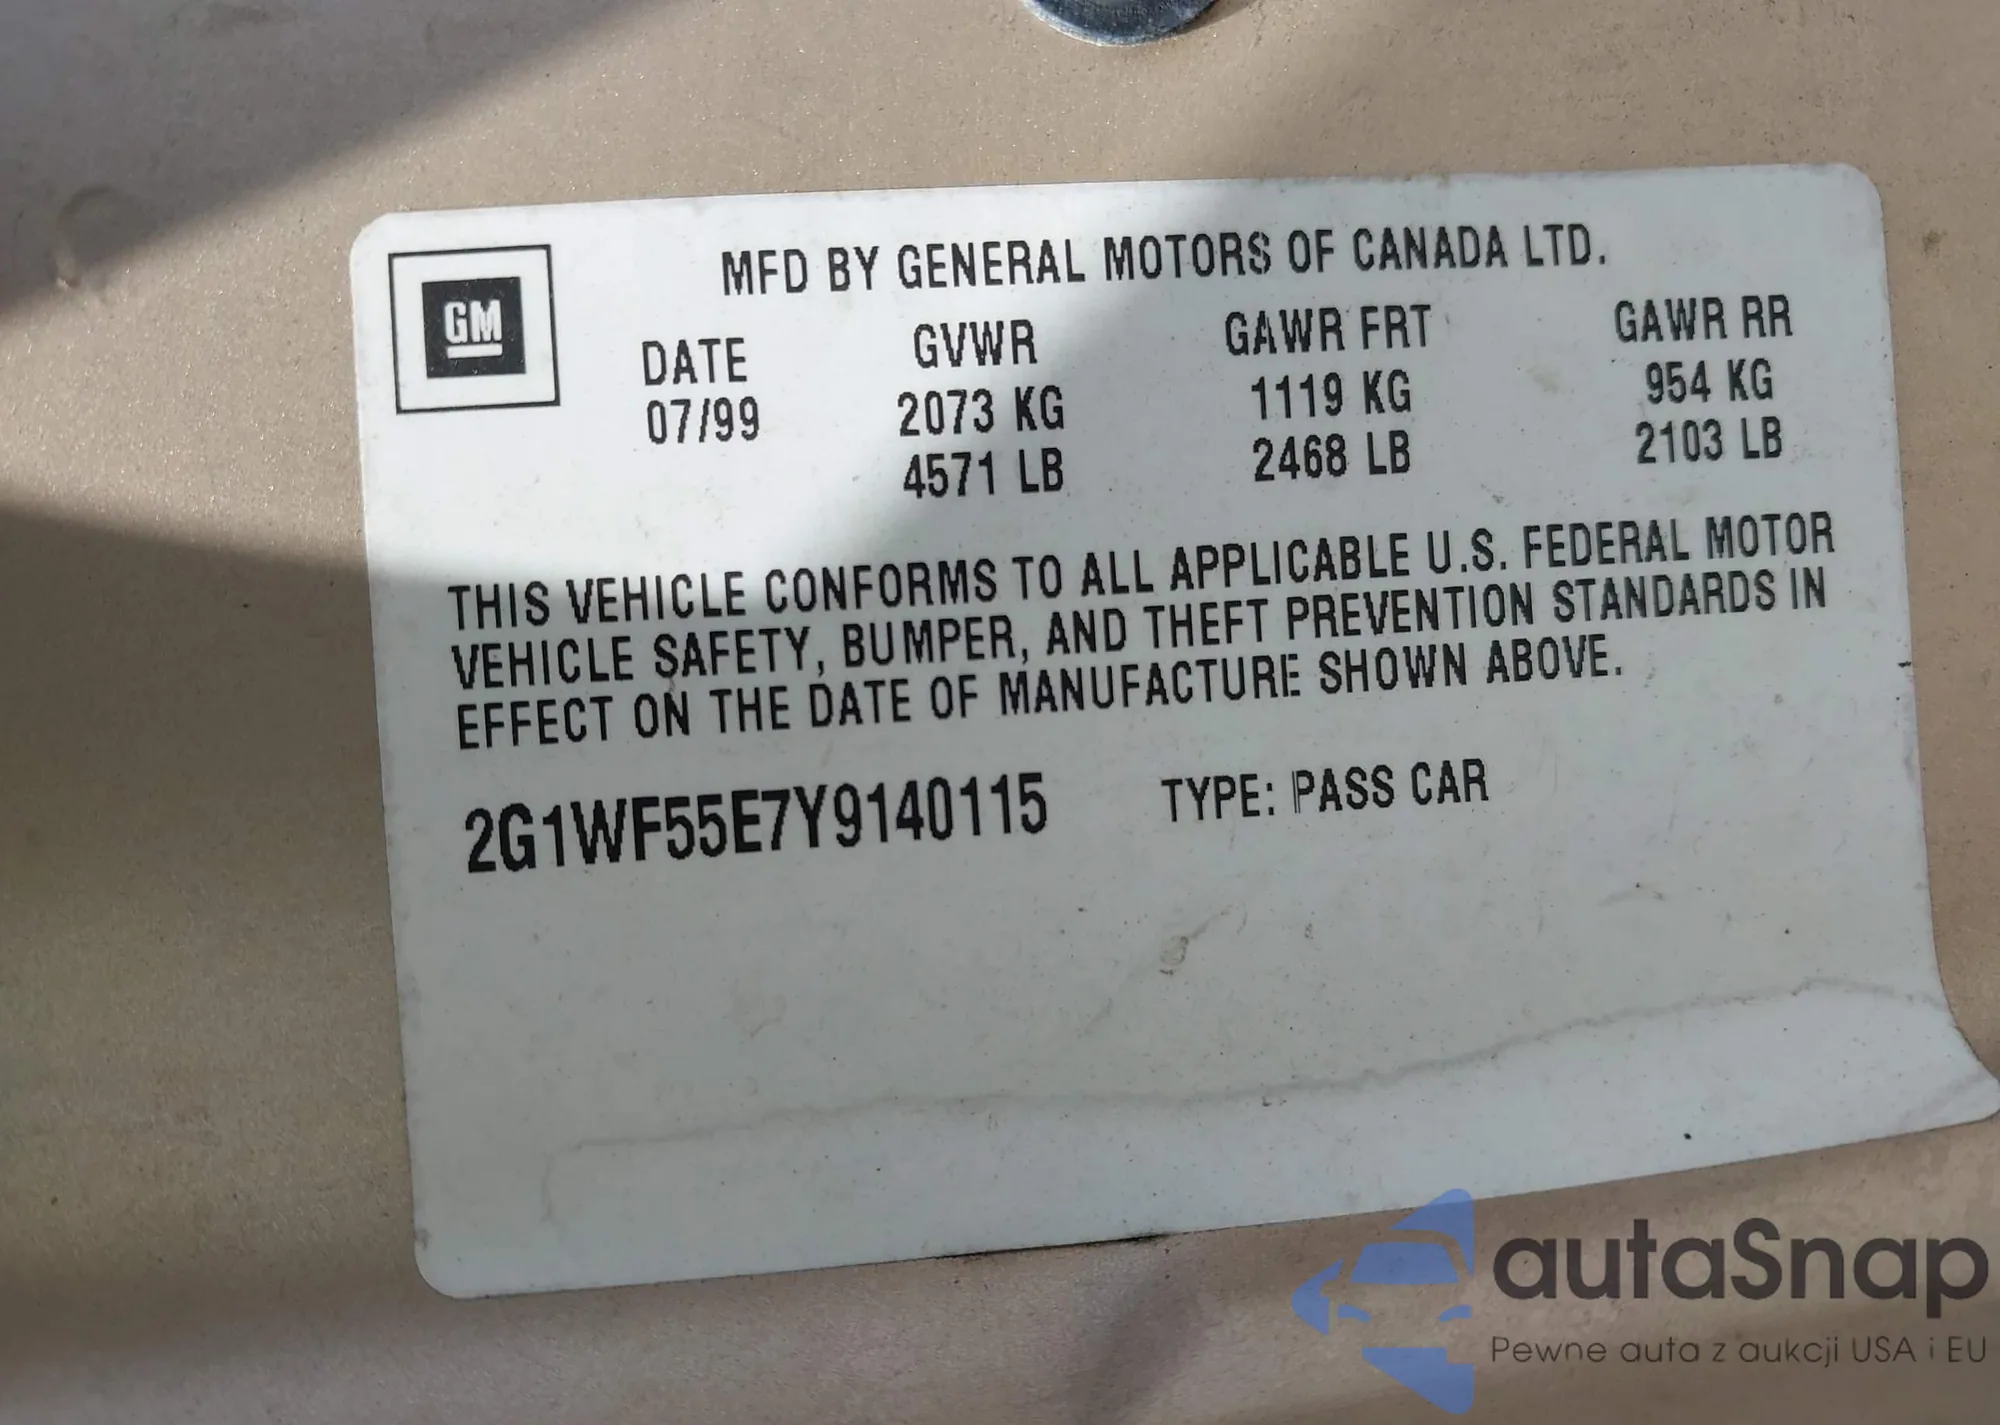 MFD BY GENERAL MOTORS OF CANADA LTD.
GM
DATE GVWR GAWR FRT GAWR RR
07/99 2073 KG 1119 KG 954 KG
4571 LB 2468 LB 2103 LB
THIS VEHICLE CONFORMS TO ALL APPLICABLE U.S. FEDERAL MOTOR
VEHICLE SAFETY, BUMPER, AND THEFT PREVENTION STANDARDS IN
EFFECT ON THE DATE OF MANUFACTURE SHOWN ABOVE.
2G1WF55E7Y9140115 TYPE: PASS CAR
autaSnap
Pewne auta z aukcji USA i EU